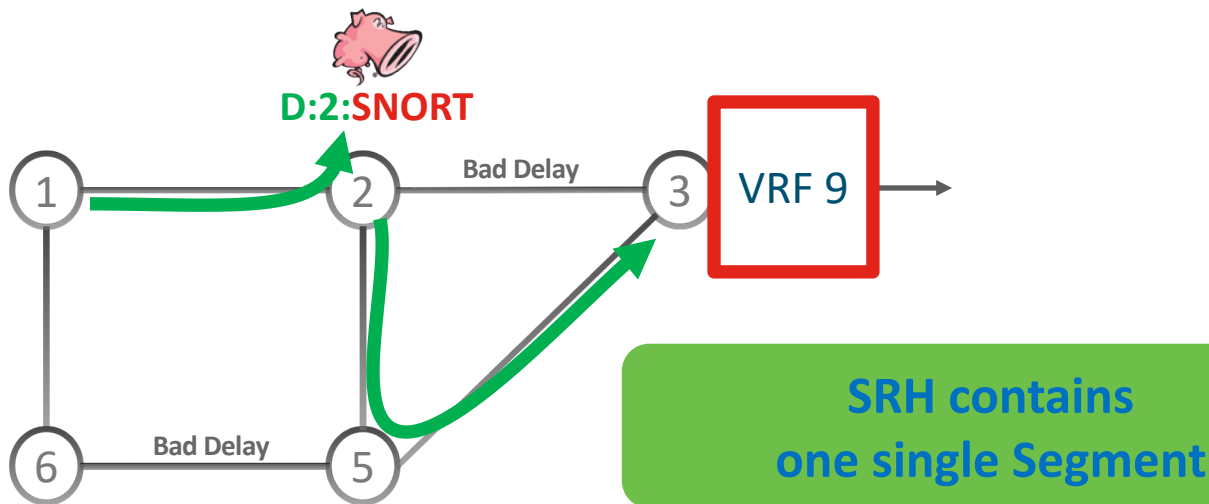 D:2:SNORT
1
2
Bad Delay
3
VRF 9
6
Bad Delay
5
SRH contains
one single Segment